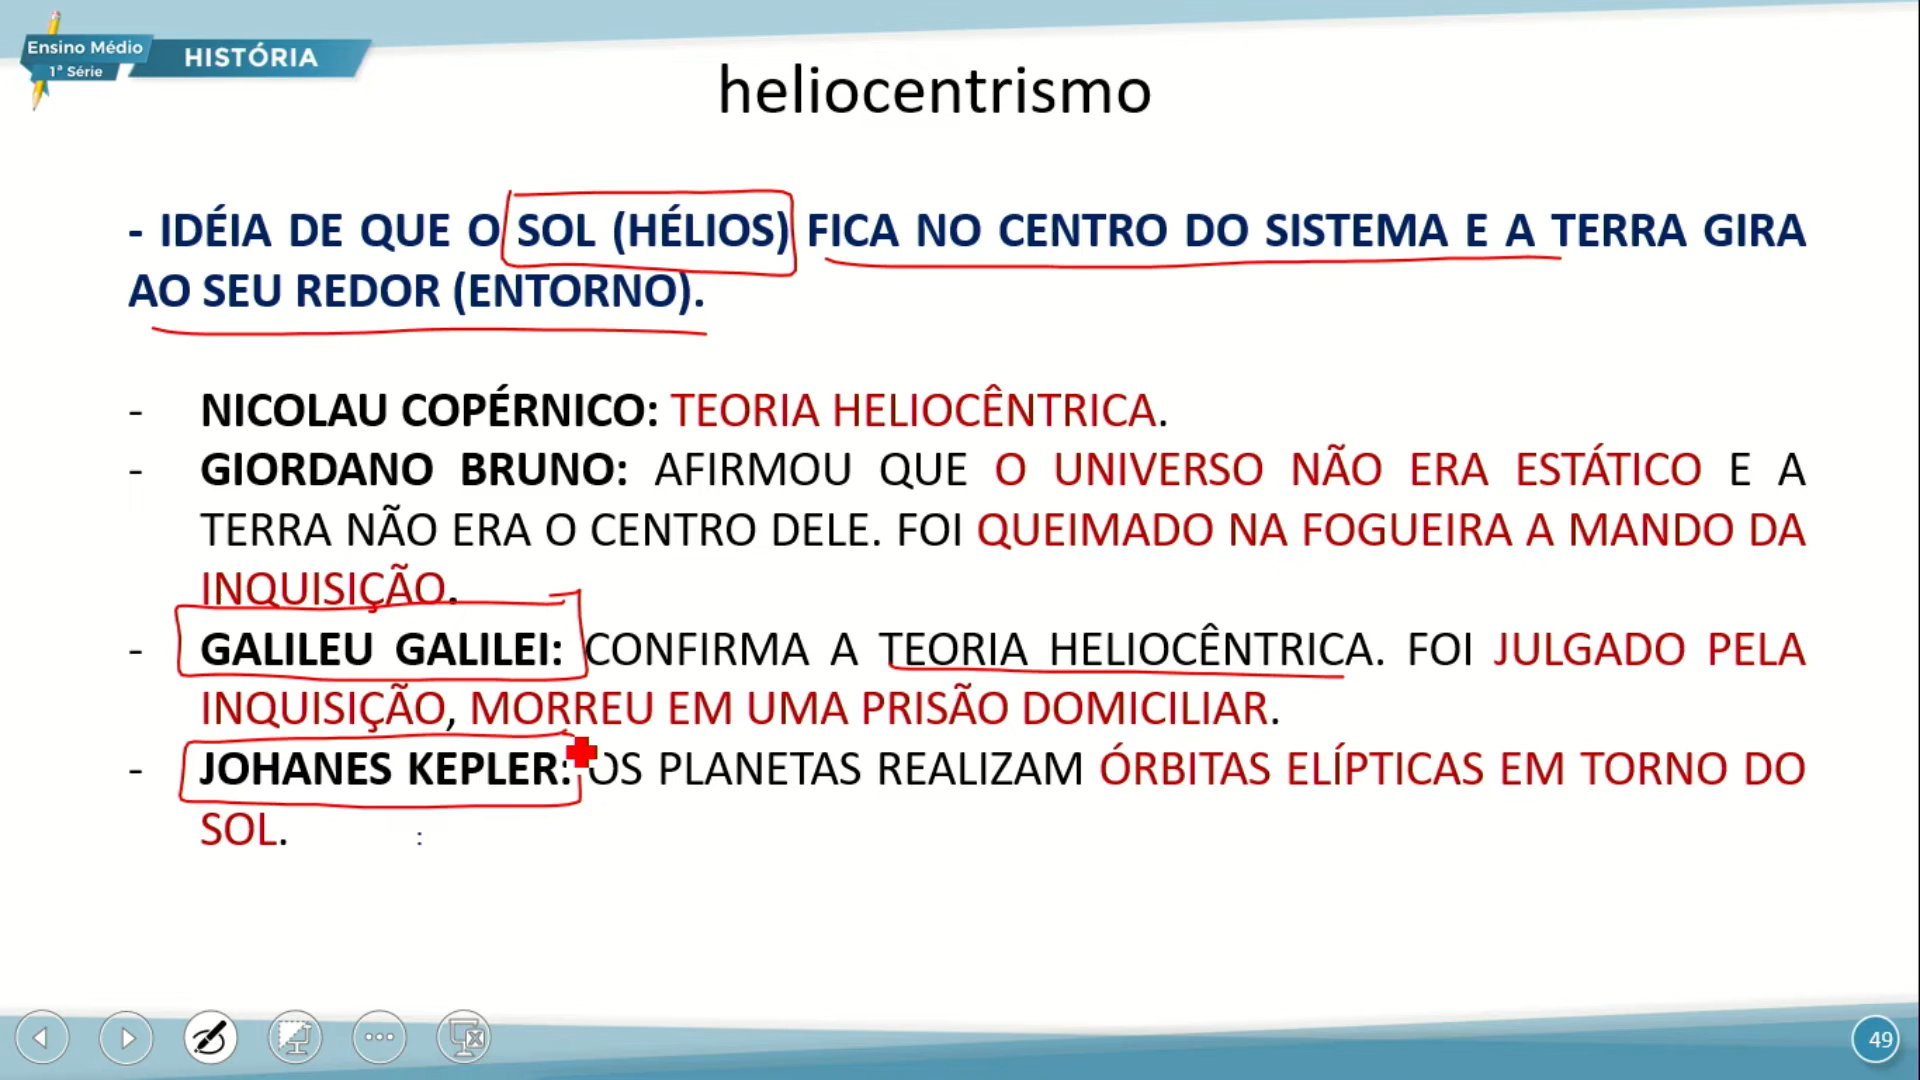 Ensino Médio
1ª Série
HISTÓRIA
heliocentrismo
- IDÉIA DE QUE O SOL (HÉLIOS) FICA NO CENTRO DO SISTEMA E A TERRA GIRA
AO SEU REDOR (ENTORNO).
- NICOLAU COPÉRNICO: TEORIA HELIOCÊNTRICA.
- GIORDANO BRUNO: AFIRMOU QUE O UNIVERSO NÃO ERA ESTÁTICO E A
TERRA NÃO ERA O CENTRO DELE. FOI QUEIMADO NA FOGUEIRA A MANDO DA
INQUISIÇÃO.
- GALILEU GALILEI: CONFIRMA A TEORIA HELIOCÊNTRICA. FOI JULGADO PELA
INQUISIÇÃO, MORREU EM UMA PRISÃO DOMICILIAR.
- JOHANES KEPLER: OS PLANETAS REALIZAM ÓRBITAS ELÍPTICAS EM TORNO DO
SOL. :
49